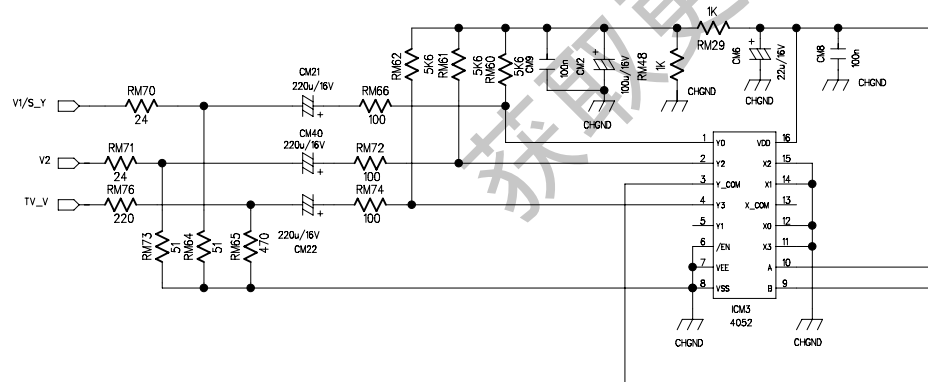 1K
RM29
RM62
5K6
RM61
5K6
RM60
5K6
CM9
100n
CM2
100u/16V
RM48
1K
CM6
22u/16V
CM8
100n
CHGND
CHGND
CHGND
CHGND
V1/S_Y
RM70
24
CM21
220u/16V
RM66
100
V2
RM71
24
CM40
220u/16V
RM72
100
TV_V
RM76
220
220u/16V
CM22
RM74
100
RM73
51
RM64
51
RM65
470
1 Y0 VDD 16
2 Y2 X2 15
3 Y_COM X1 14
4 Y3 X_COM 13
5 Y1 X0 12
6 /EN X3 11
7 VEE A 10
8 VSS B 9
ICM3
4052
CHGND
CHGND
获取更